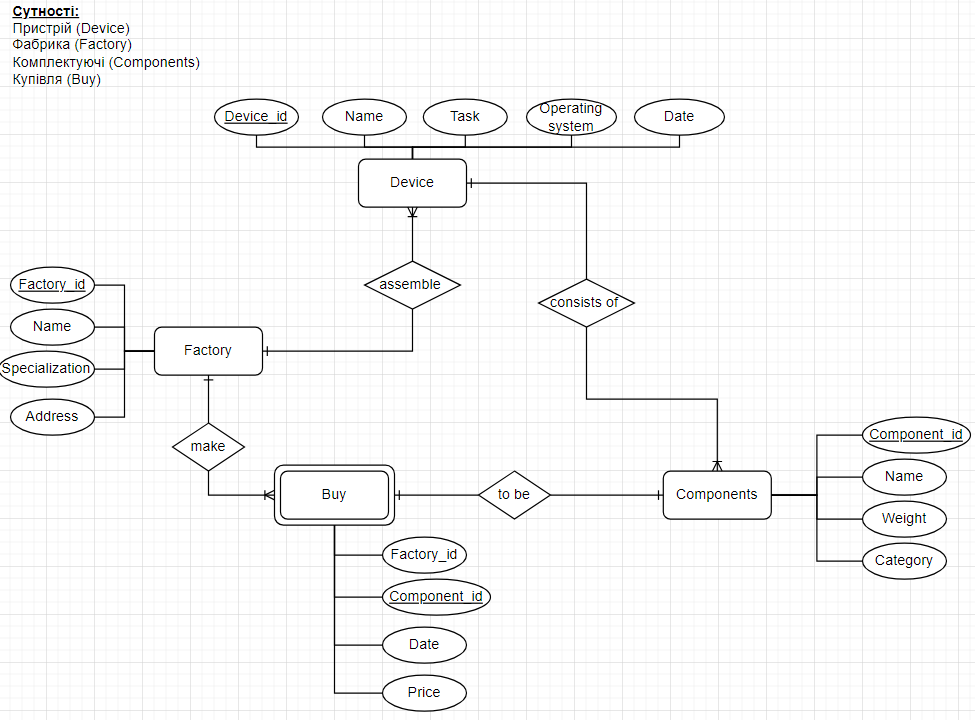 Сутності:
Пристрій (Device)
Фабрика (Factory)
Комплектуючі (Components)
Купівля (Buy)
Device_id
Name
Task
Operating
system
Date
Device
assemble
consists of
Factory_id
Name
Specialization
Address
Factory
make
Buy
to be
Components
Component_id
Name
Weight
Category
Factory_id
Component_id
Date
Price